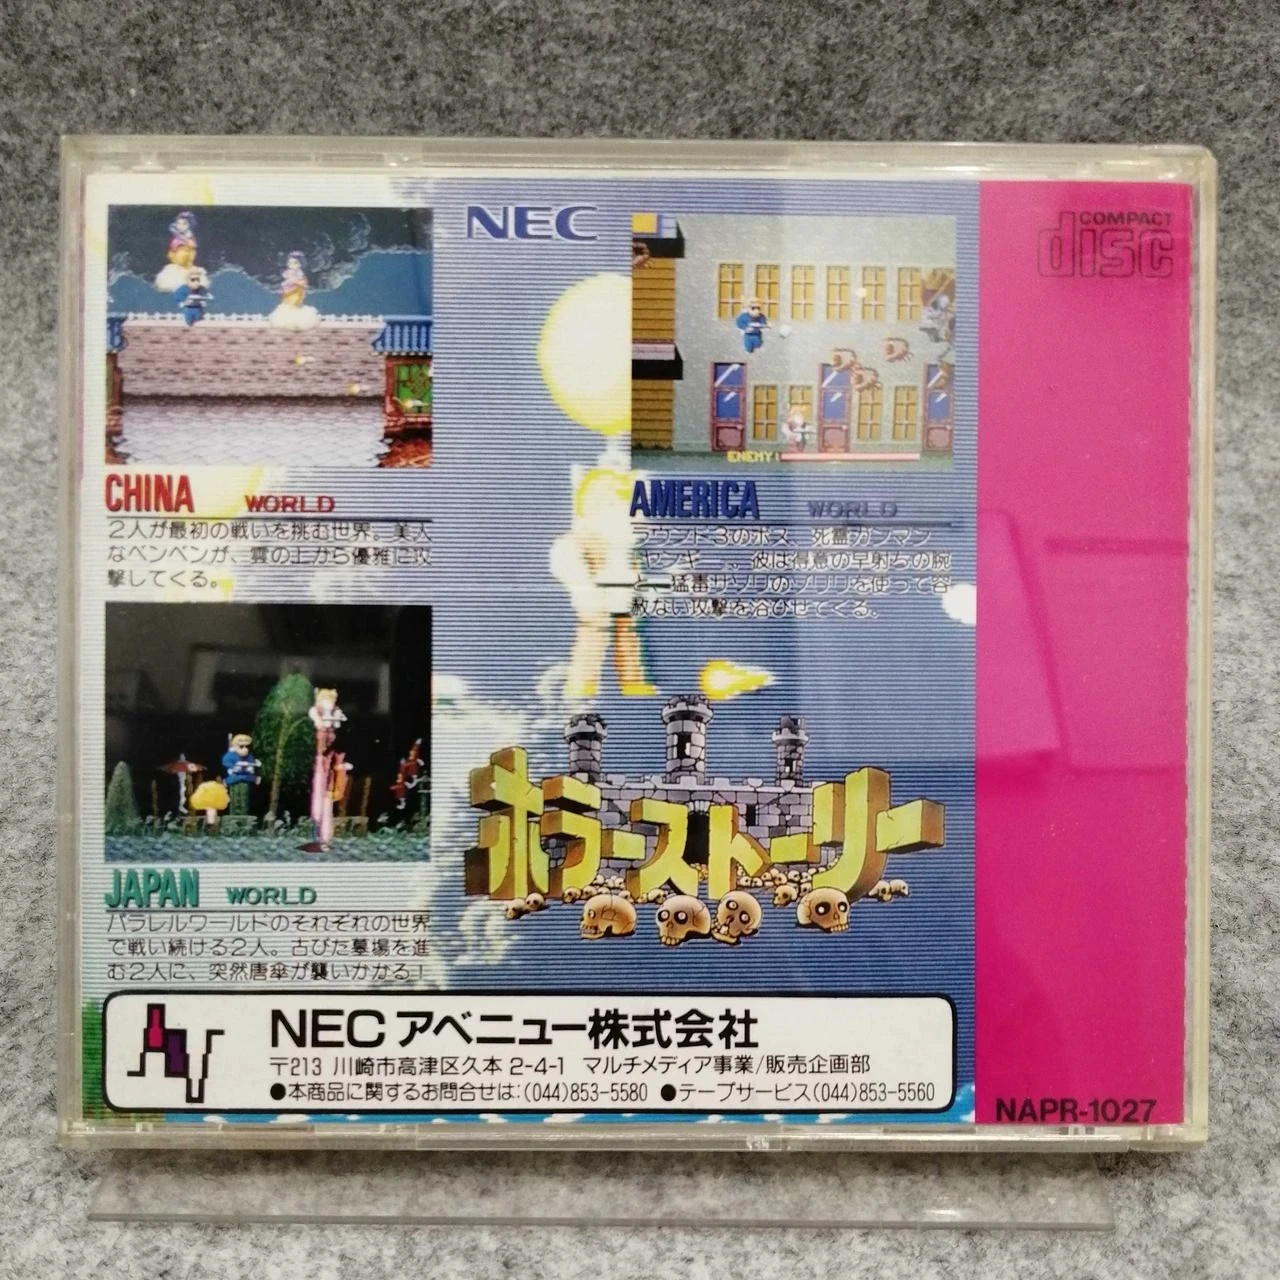 NEC
COMPACT
disc
CHINA WORLD
2人が最初の戦いを挑む世界。美人
なベンベンが、雲の上から優雅に攻
撃してくる。
ENEMY:
AMERICA WORLD
ラウンド3のボス、死霊ガンマン
ヤンギー。彼は得意の早射ちの腕
と、猛毒サソリのソリリを使って容
赦ない攻撃を浴びせてくる。
JAPAN WORLD
パラレルワールドのそれぞれの世界
で戦い続ける2人。古びた墓場を進
む2人に、突然唐傘が襲いかかる!
ホラーストーリー
NECアベニュー株式会社
〒213 川崎市高津区久本2-4-1 マルチメディア事業/販売企画部
●本商品に関するお問合せは:(044)853-5580 ●テープサービス(044)853-5560
NAPR-1027